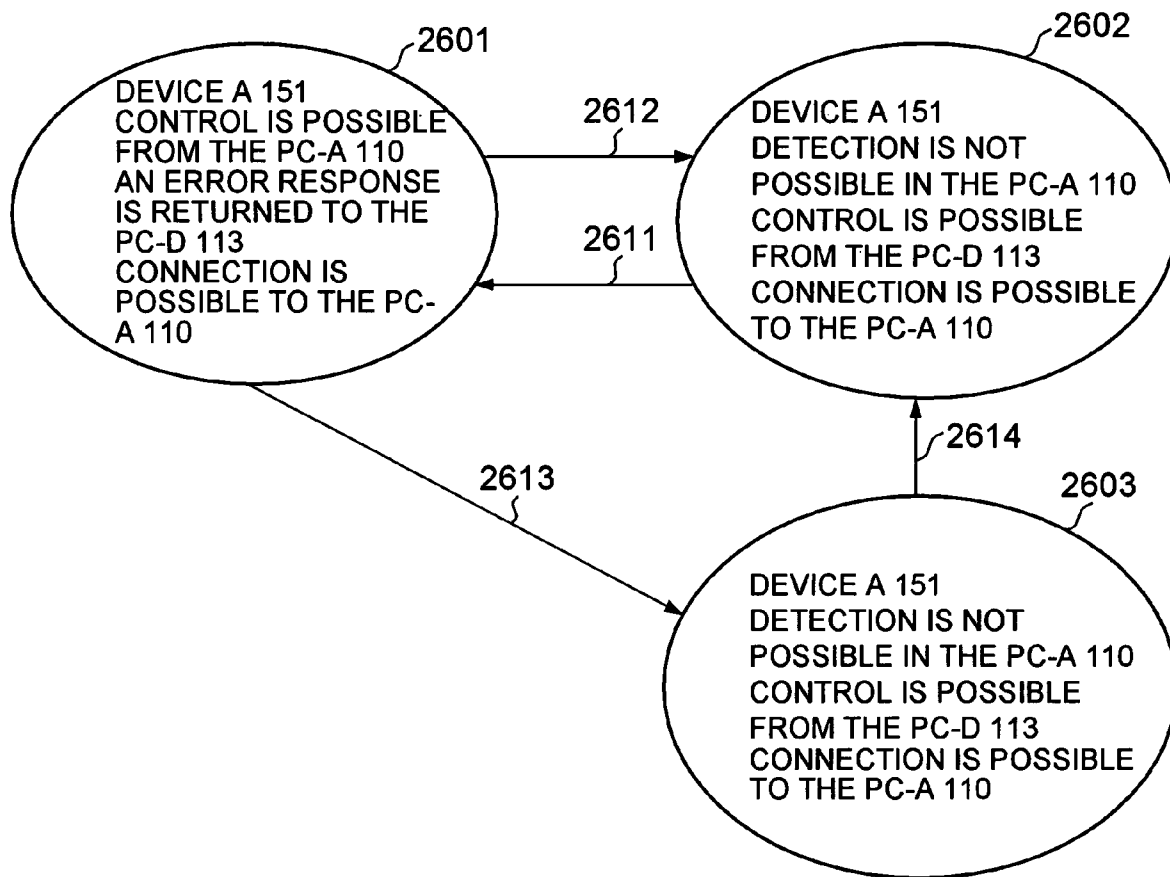 2601
DEVICE A 151
CONTROL IS POSSIBLE
FROM THE PC-A 110
AN ERROR RESPONSE
IS RETURNED TO THE
PC-D 113
CONNECTION IS
POSSIBLE TO THE PC-
A 110
2612
2611
2602
DEVICE A 151
DETECTION IS NOT
POSSIBLE IN THE PC-A 110
CONTROL IS POSSIBLE
FROM THE PC-D 113
CONNECTION IS POSSIBLE
TO THE PC-A 110
2613
2614
2603
DEVICE A 151
DETECTION IS NOT
POSSIBLE IN THE PC-A 110
CONTROL IS POSSIBLE
FROM THE PC-D 113
CONNECTION IS POSSIBLE
TO THE PC-A 110